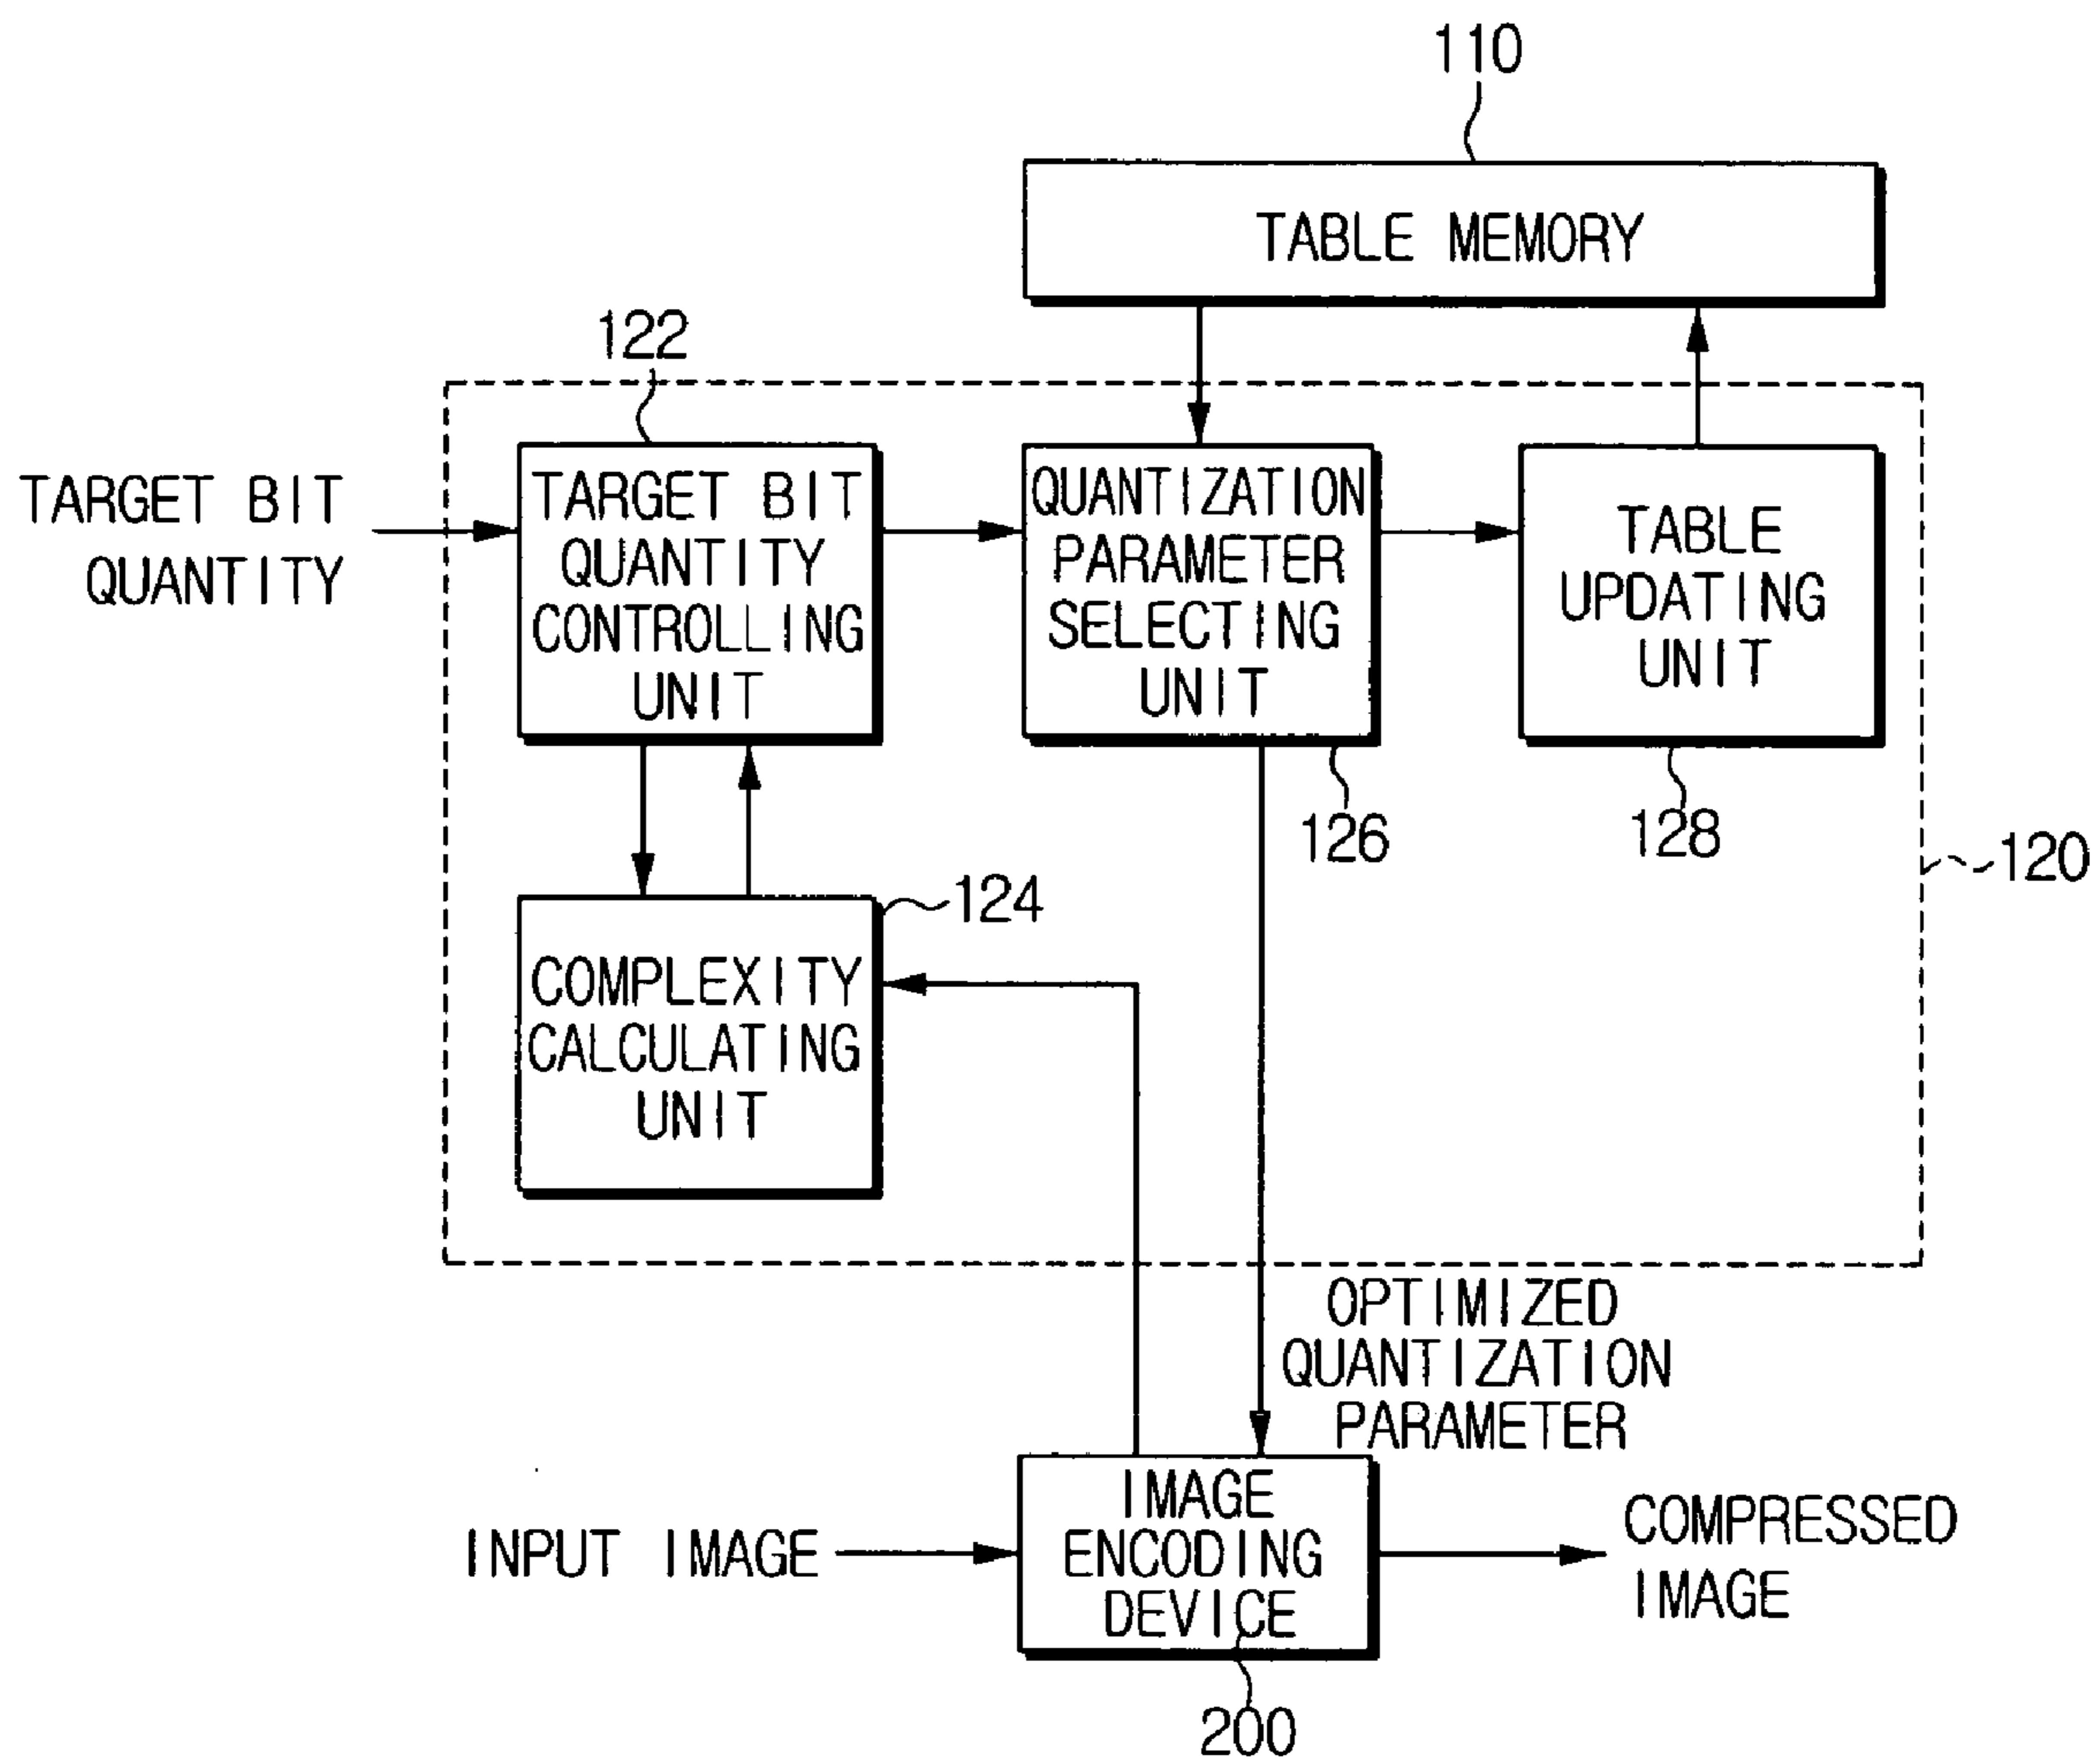 110
TABLE MEMORY
122
TARGET BIT
QUANTITY
TARGET BIT
QUANTITY
CONTROLLING
UNIT
QUANTIZATION
PARAMETER
SELECTING
UNIT
TABLE
UPDATING
UNIT
126
128
120
124
COMPLEXITY
CALCULATING
UNIT
OPTIMIZED
QUANTIZATION
PARAMETER
INPUT IMAGE
IMAGE
ENCODING
DEVICE
COMPRESSED
IMAGE
200